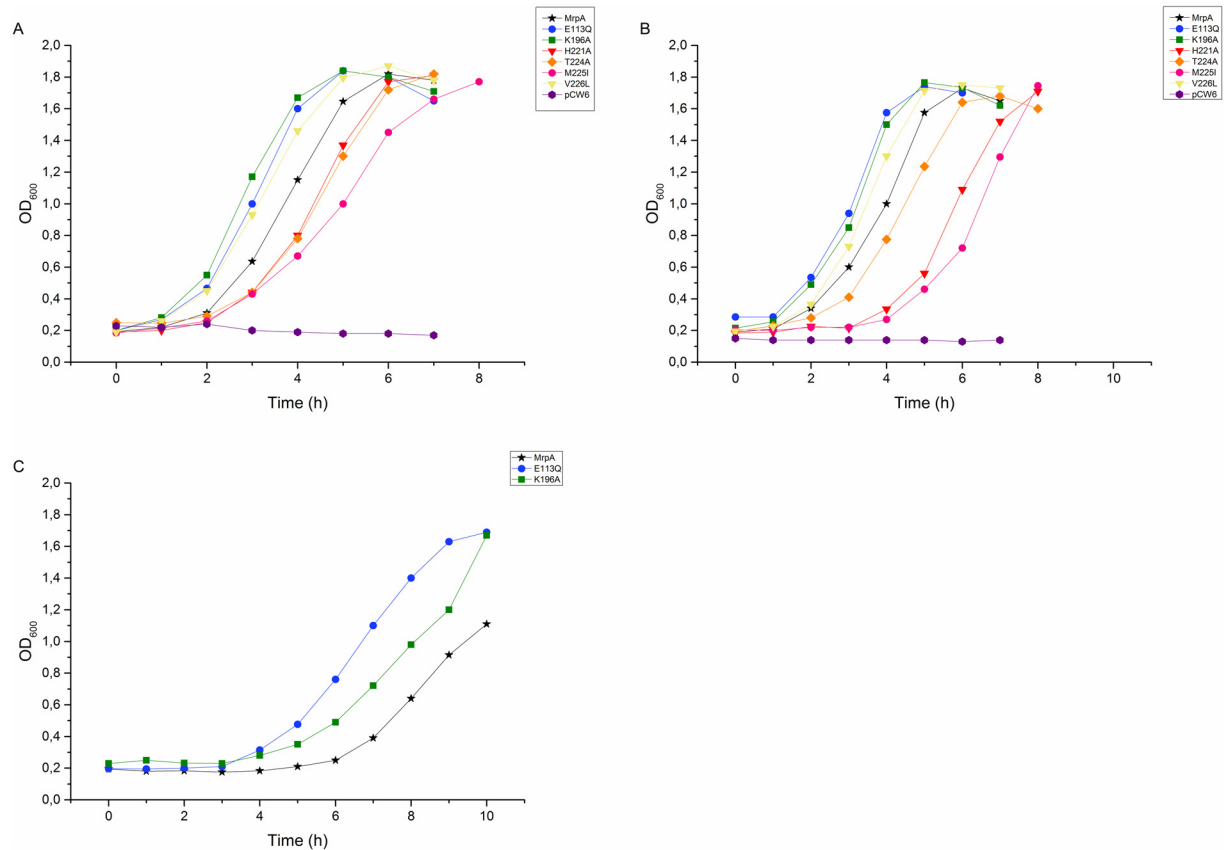 A
MrpA
E113Q
K196A
H221A
T224A
M225I
V226L
pCW6
2,0
1,8
1,6
1,4
1,2
1,0
0,8
0,6
0,4
0,2
0,0
OD600
0 2 4 6 8
Time (h)
B
MrpA
E113Q
K196A
H221A
T224A
M225I
V226L
pCW6
2,0
1,8
1,6
1,4
1,2
1,0
0,8
0,6
0,4
0,2
0,0
OD600
0 2 4 6 8 10
Time (h)
C
MrpA
E113Q
K196A
2,0
1,8
1,6
1,4
1,2
1,0
0,8
0,6
0,4
0,2
0,0
OD600
0 2 4 6 8 10
Time (h)